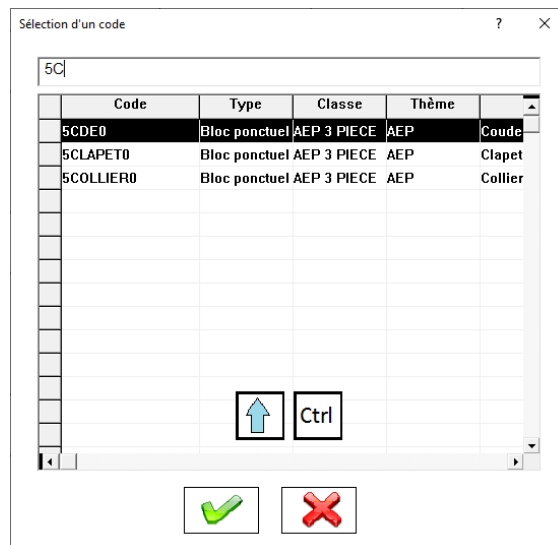 Sélection d'un code ?
5C
Code Type Classe Thème
5CDE0 Bloc ponctuel AEP 3 PIECE AEP Coude
5CLAPET0 Bloc ponctuel AEP 3 PIECE AEP Clapet
5COLLIER0 Bloc ponctuel AEP 3 PIECE AEP Collier
Ctrl